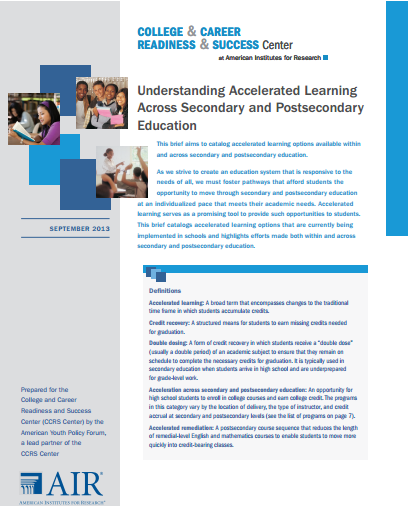 COLLEGE & CAREER
READINESS & SUCCESS Center
at American Institutes for Research
Understanding Accelerated Learning
Across Secondary and Postsecondary
Education
This brief aims to catalog accelerated learning options available within
and across secondary and postsecondary education.
As we strive to create an education system that is responsive to the
needs of all, we must foster pathways that afford students the
opportunity to move through secondary and postsecondary education
at an individualized pace that meets their academic needs. Accelerated
learning serves as a promising tool to provide such opportunities to students.
This brief catalogs accelerated learning options that are currently being
implemented in schools and highlights efforts made both within and across
secondary and postsecondary education.
SEPTEMBER 2013
Definitions
Accelerated learning: A broad term that encompasses changes to the traditional
time frame in which students accumulate credits.
Credit recovery: A structured means for students to earn missing credits needed
for graduation.
Double dosing: A form of credit recovery in which students receive a "double dose"
(usually a double period) of an academic subject to ensure that they remain on
schedule to complete the necessary credits for graduation. It is typically used in
secondary education when students arrive in high school and are underprepared
for grade-level work.
Acceleration across secondary and postsecondary education: An opportunity for
high school students to enroll in college courses and earn college credit. The programs
in this category vary by the location of delivery, the type of instructor, and credit
accrual at secondary and postsecondary levels (see the list of programs on page 7).
Accelerated remediation: A postsecondary course sequence that reduces the length
of remedial-level English and mathematics courses to enable students to move more
quickly into credit-bearing classes.
Prepared for the
College and Career
Readiness and Success
Center (CCRS Center) by the
American Youth Policy Forum,
a lead partner of the
CCRS Center
AIR
AMERICAN INSTITUTES FOR RESEARCH